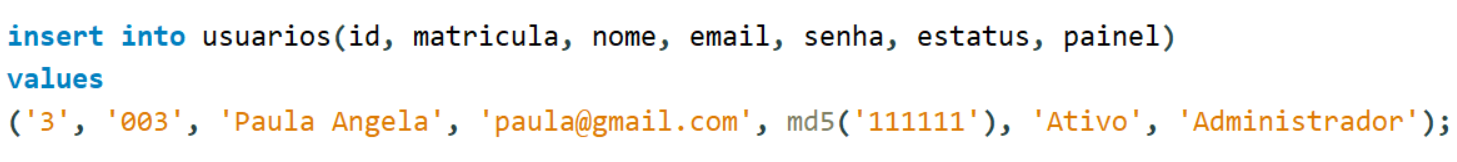 insert into usuarios(id, matricula, nome, email, senha, estatus, painel)
values
('3', '003', 'Paula Angela', 'paula@gmail.com', md5('111111'), 'Ativo', 'Administrador');